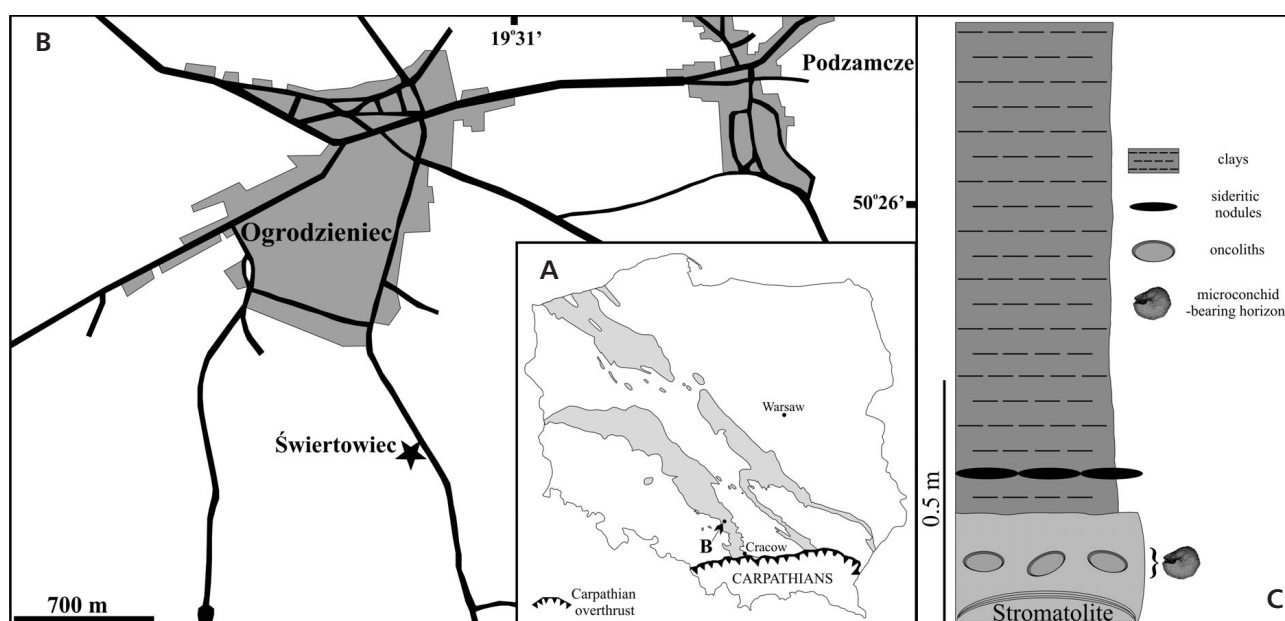 B
19°31’
Podzamcze
50°26’
Ogrodzieniec
Świertowiec
700 m
A
Warsaw
B
Cracow
CARPATHIANS
Carpathian
overthrust
clays
sideritic
nodules
oncoliths
microconchid
-bearing horizon
0.5 m
Stromatolite
C